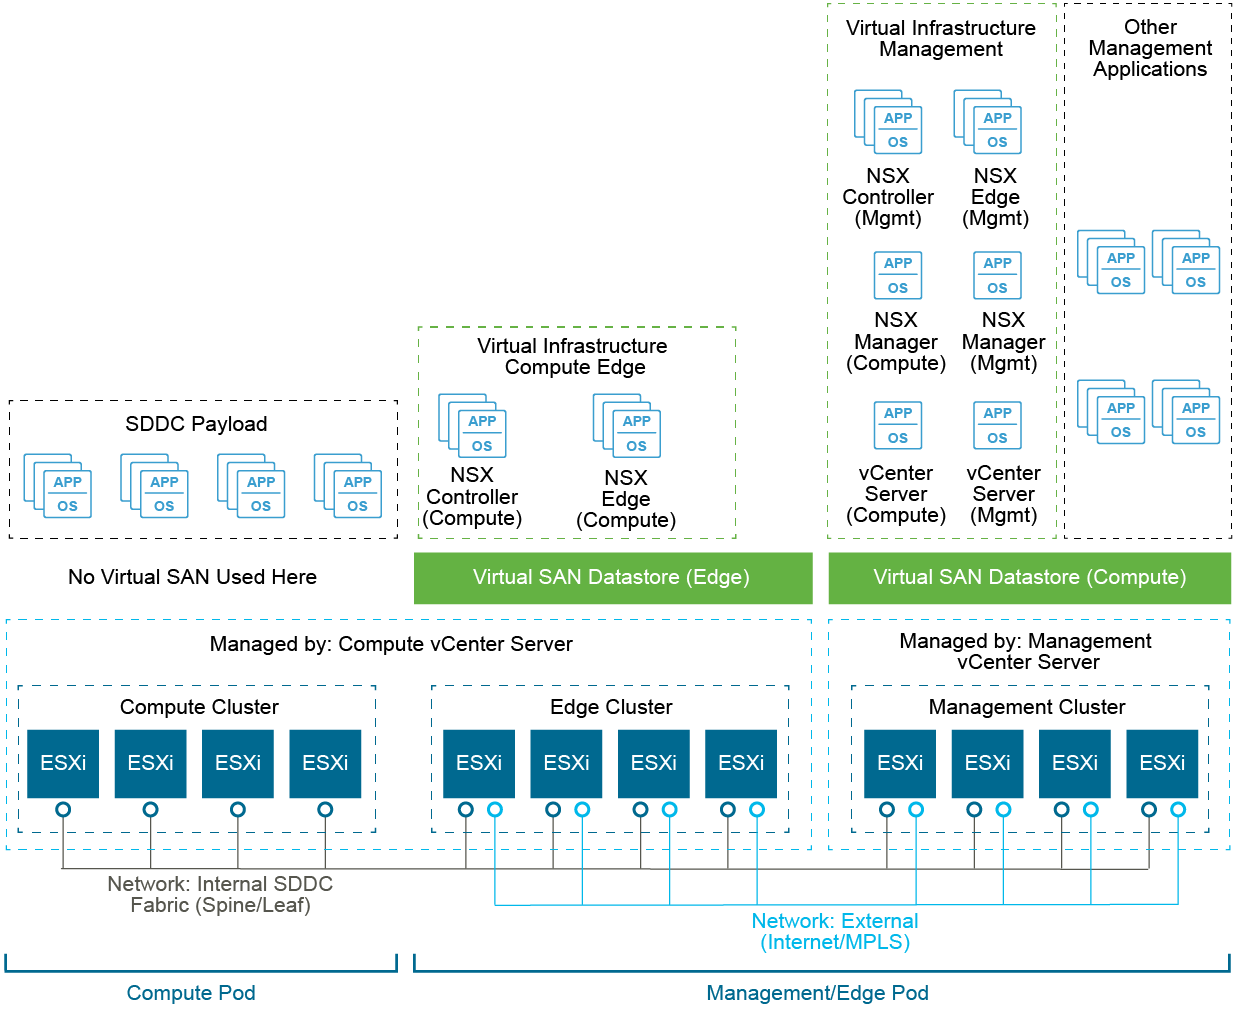 Virtual Infrastructure
Management
APP
OS
APP
OS
NSX
Controller
(Mgmt)
NSX
Edge
(Mgmt)
APP
OS
APP
OS
NSX
Manager
(Compute)
NSX
Manager
(Mgmt)
APP
OS
APP
OS
vCenter
Server
(Compute)
vCenter
Server
(Mgmt)
Other
Management
Applications
APP
OS
APP
OS
APP
OS
APP
OS
Virtual Infrastructure
Compute Edge
APP
OS
APP
OS
NSX
Controller
(Compute)
NSX
Edge
(Compute)
SDDC Payload
APP
OS
APP
OS
APP
OS
APP
OS
No Virtual SAN Used Here
Virtual SAN Datastore (Edge)
Virtual SAN Datastore (Compute)
Managed by: Compute vCenter Server
Managed by: Management
vCenter Server
Compute Cluster
ESXi
ESXi
ESXi
ESXi
Edge Cluster
ESXi
ESXi
ESXi
ESXi
Management Cluster
ESXi
ESXi
ESXi
ESXi
Network: Internal SDDC
Fabric (Spine/Leaf)
Network: External
(Internet/MPLS)
Compute Pod
Management/Edge Pod